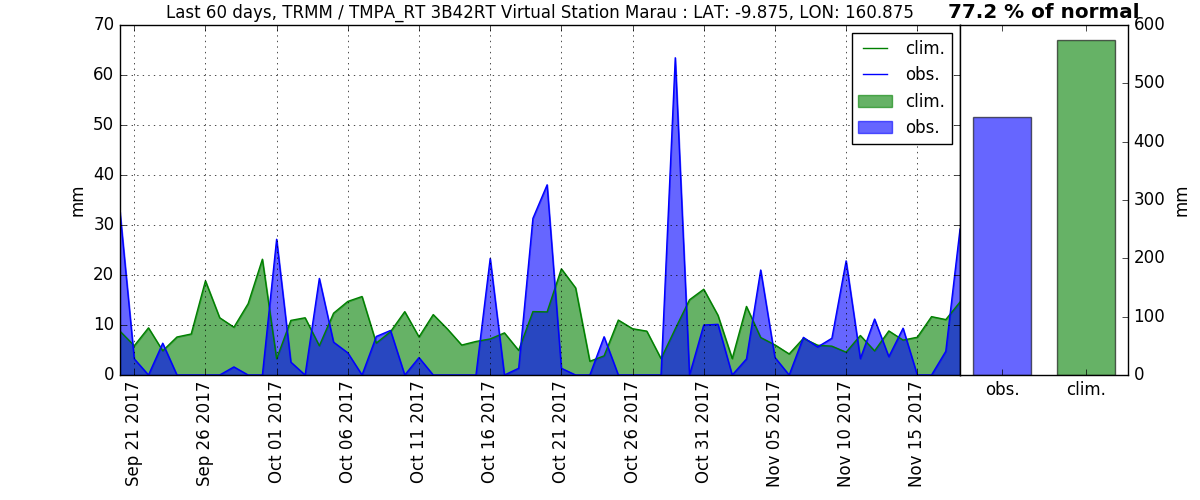 Last 60 days, TRMM / TMPA_RT 3B42RT Virtual Station Marau : LAT: -9.875, LON: 160.875
77.2 % of normal
70
60
50
40
30
20
10
0
mm
clim.
obs.
clim.
obs.
Sep 21 2017
Sep 26 2017
Oct 01 2017
Oct 06 2017
Oct 11 2017
Oct 16 2017
Oct 21 2017
Oct 26 2017
Oct 31 2017
Nov 05 2017
Nov 10 2017
Nov 15 2017
600
500
400
300
200
100
0
mm
obs.
clim.